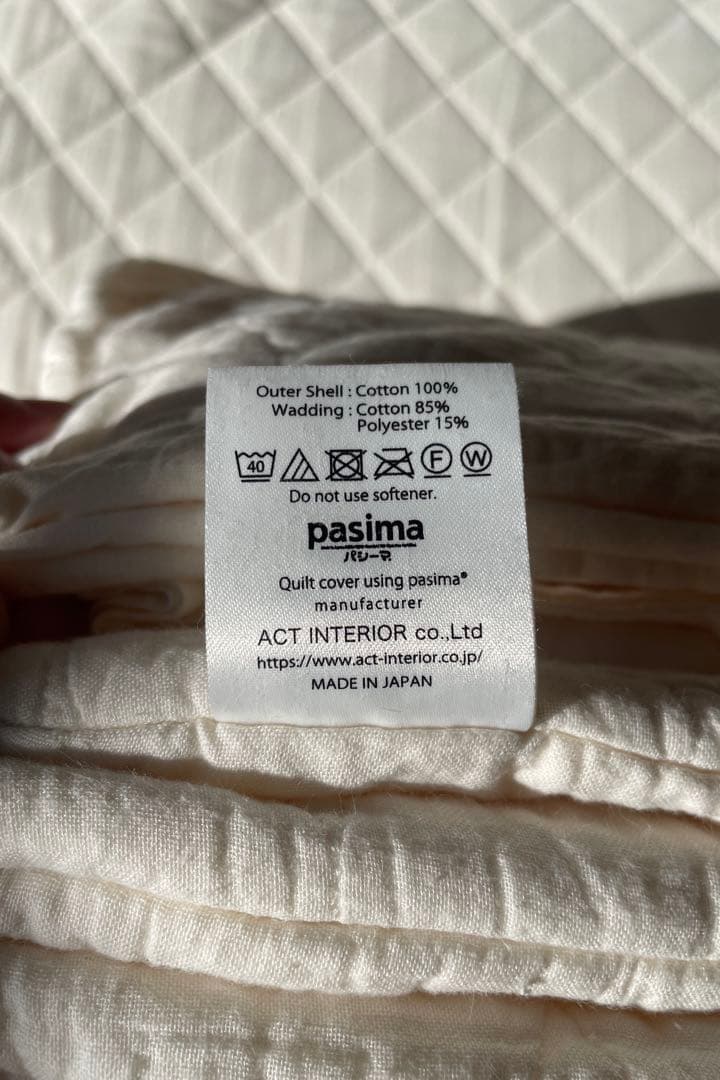 Outer Shell : Cotton 100%
Wadding : Cotton 85%
Polyester 15%
40 F W
Do not use softener.
pasima
パシーマ
Quilt cover using pasima®
manufacturer
ACT INTERIOR co.,Ltd
https://www.act-interior.co.jp/
MADE IN JAPAN